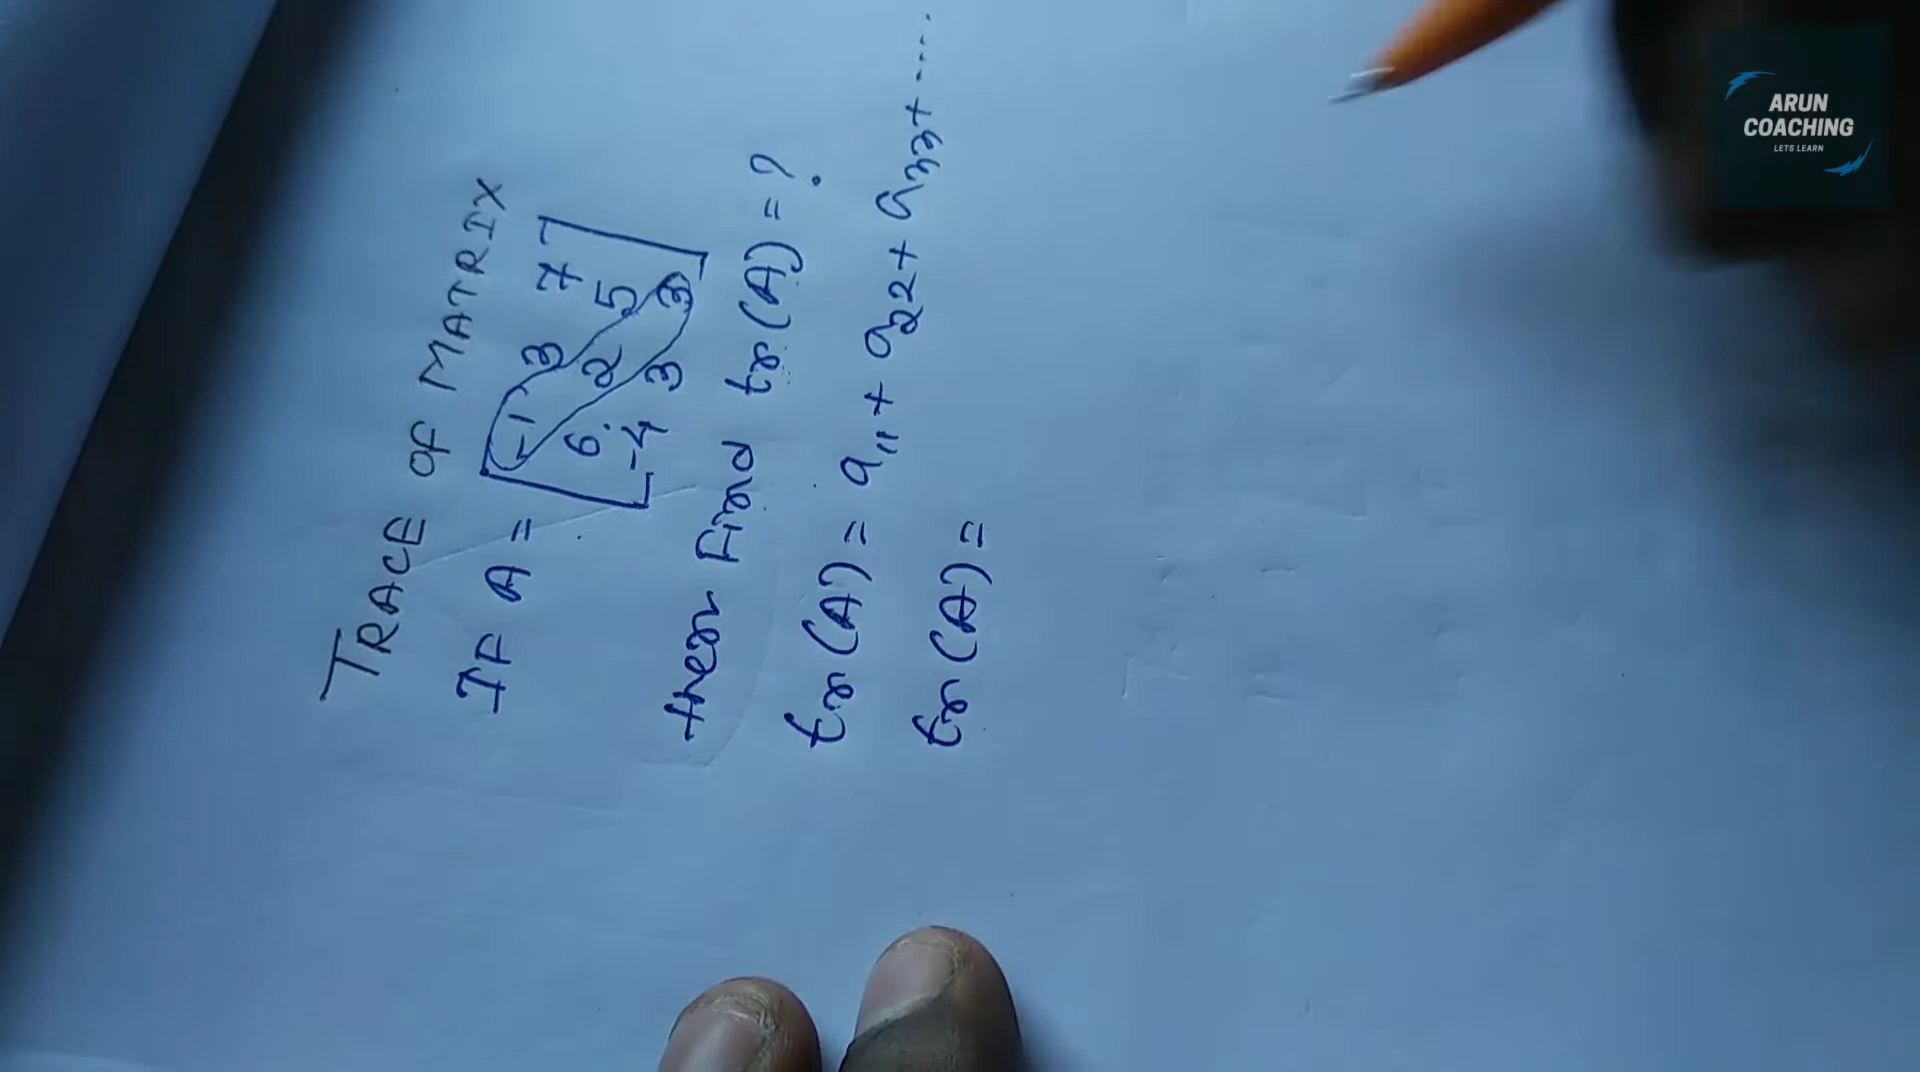 TRACE OF MATRIX
IF A = [-1 3 7
6 2 5
-4 3 3]
then Find tr(A) = ?
tr(A) = a11 + a22 + a33 + .....
tr(A) =
ARUN
COACHING
LETS LEARN